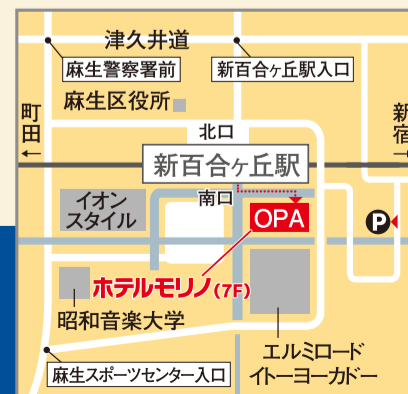 津久井道
麻生警察署前
新百合ヶ丘駅入口
麻生区役所
町田
←
新宿
→
北口
新百合ヶ丘駅
南口
イオン
スタイル
OPA
P
ホテルモリノ(7F)
昭和音楽大学
エルミロード
イトーヨーカドー
麻生スポーツセンター入口